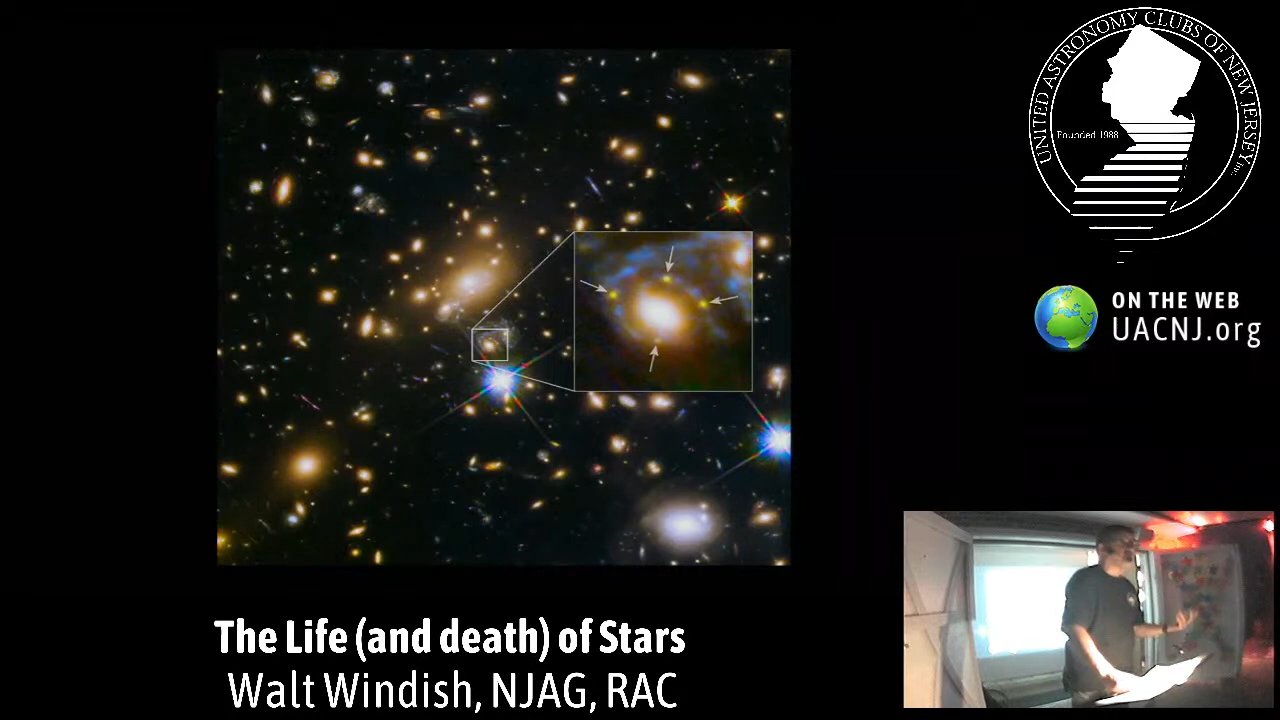 UNITED ASTRONOMY CLUBS OF NEW JERSEY, Inc.
Founded 1988
ON THE WEB
UACNJ.org
The Life (and death) of Stars
Walt Windish, NJAG, RAC